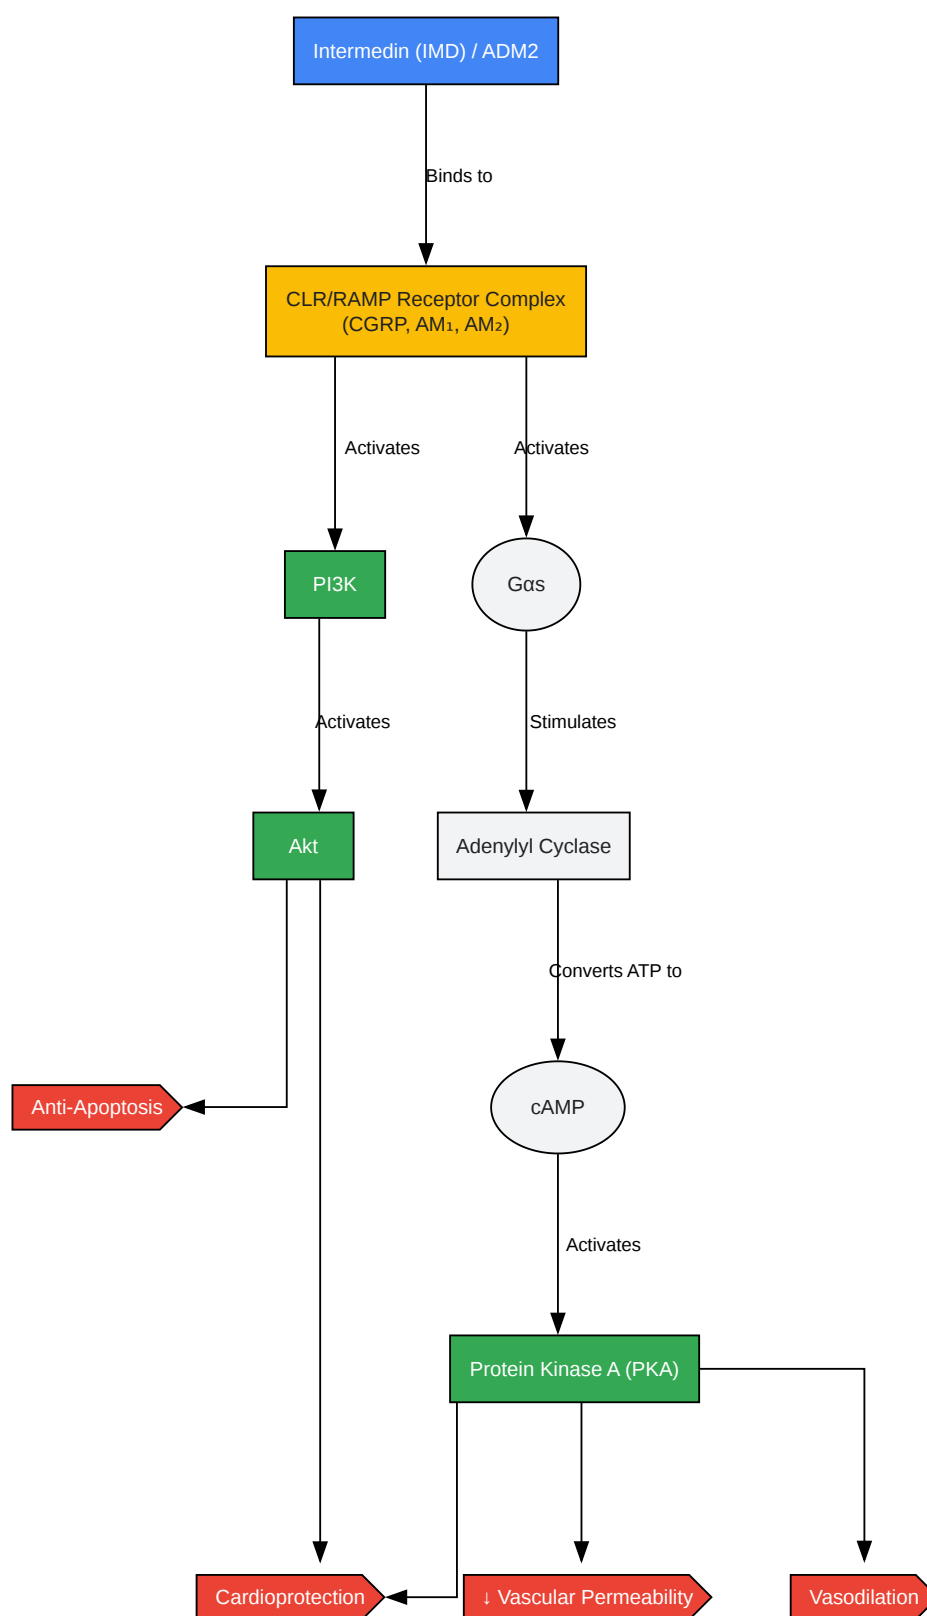 Intermedin (IMD) / ADM2
Binds to
CLR/RAMP Receptor Complex
(CGRP, AM₁, AM₂)
Activates
Activates
PI3K
Gαs
Activates
Stimulates
Akt
Adenylyl Cyclase
Converts ATP to
Anti-Apoptosis
cAMP
Activates
Protein Kinase A (PKA)
Cardioprotection
↓ Vascular Permeability
Vasodilation